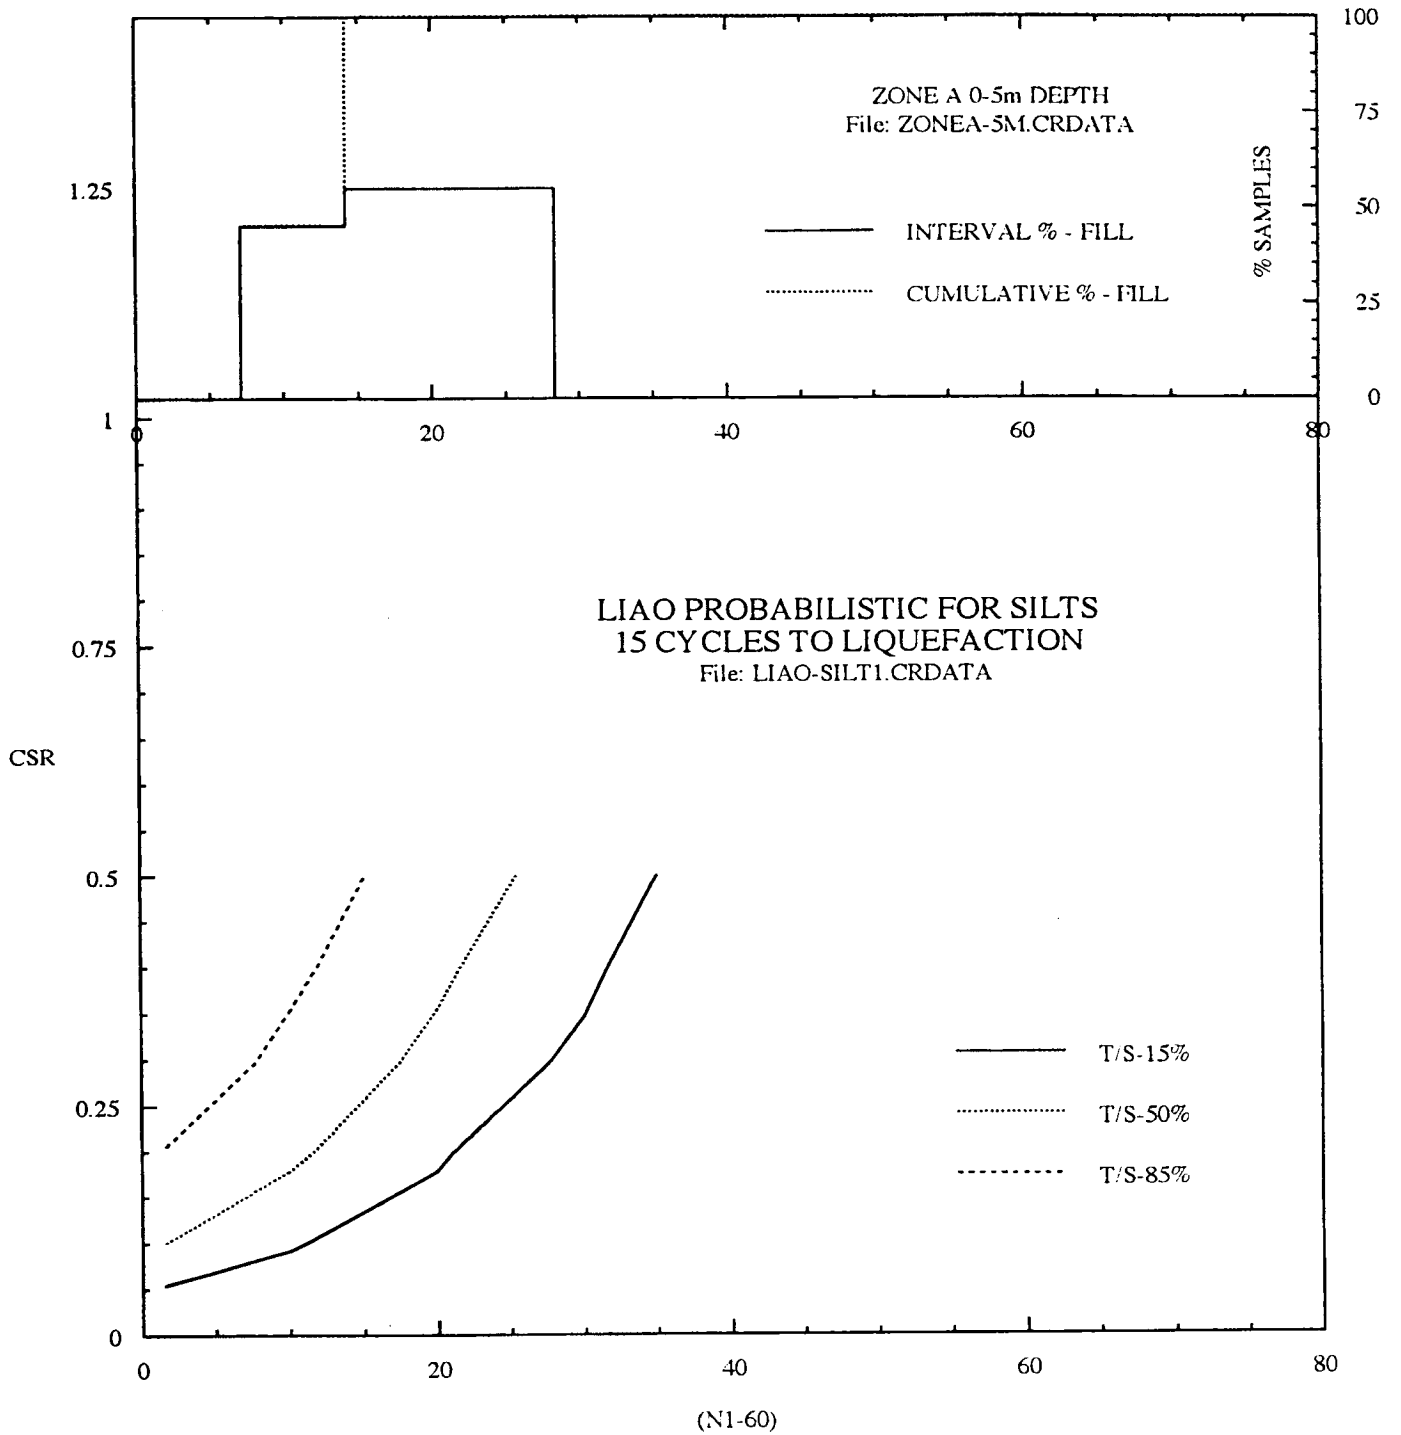 100
ZONE A 0-5m DEPTH
File: ZONEA-5M.CRDATA
75
1.25
% SAMPLES
50
INTERVAL % - FILL
CUMULATIVE % - FILL
25
0
1
0 20 40 60 80
LIAO PROBABILISTIC FOR SILTS
15 CYCLES TO LIQUEFACTION
File: LIAO-SILT1.CRDATA
0.75
CSR
0.5
T/S-15%
0.25
T/S-50%
T/S-85%
0
0 20 40 60 80
(N1-60)